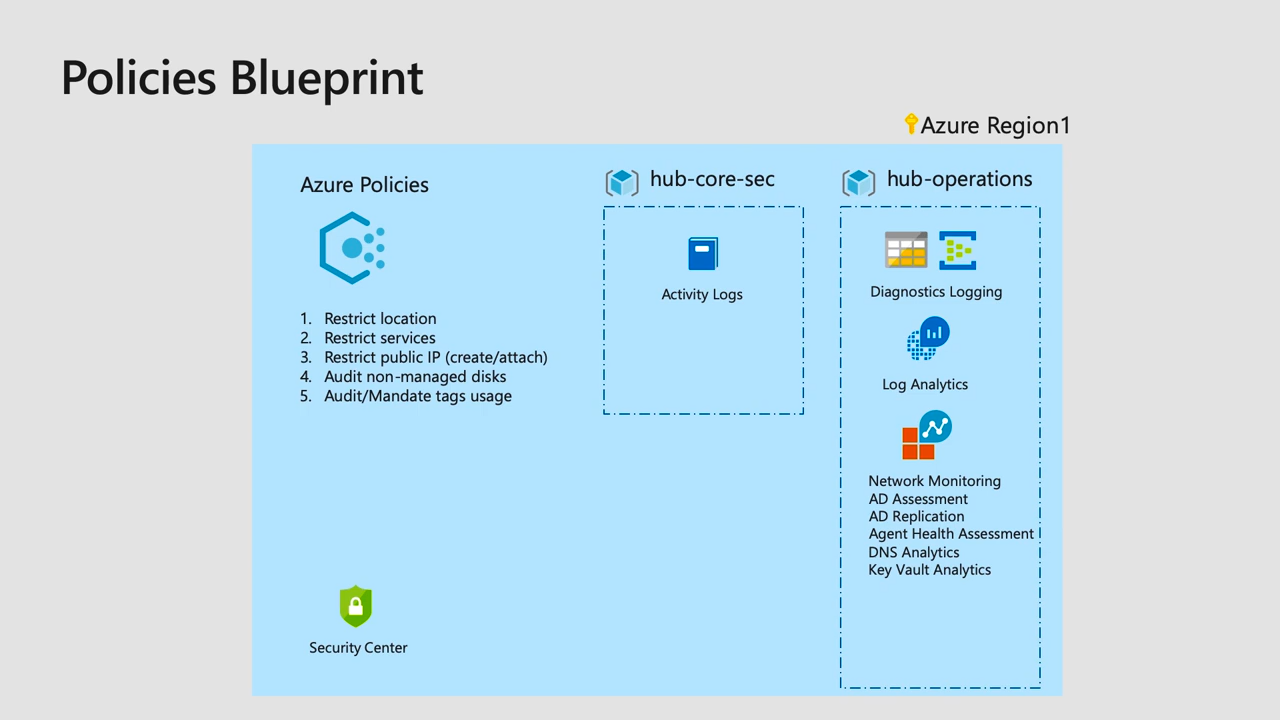 Policies Blueprint
Azure Region1
Azure Policies
1. Restrict location
2. Restrict services
3. Restrict public IP (create/attach)
4. Audit non-managed disks
5. Audit/Mandate tags usage
Security Center
hub-core-sec
Activity Logs
hub-operations
Diagnostics Logging
Log Analytics
Network Monitoring
AD Assessment
AD Replication
Agent Health Assessment
DNS Analytics
Key Vault Analytics